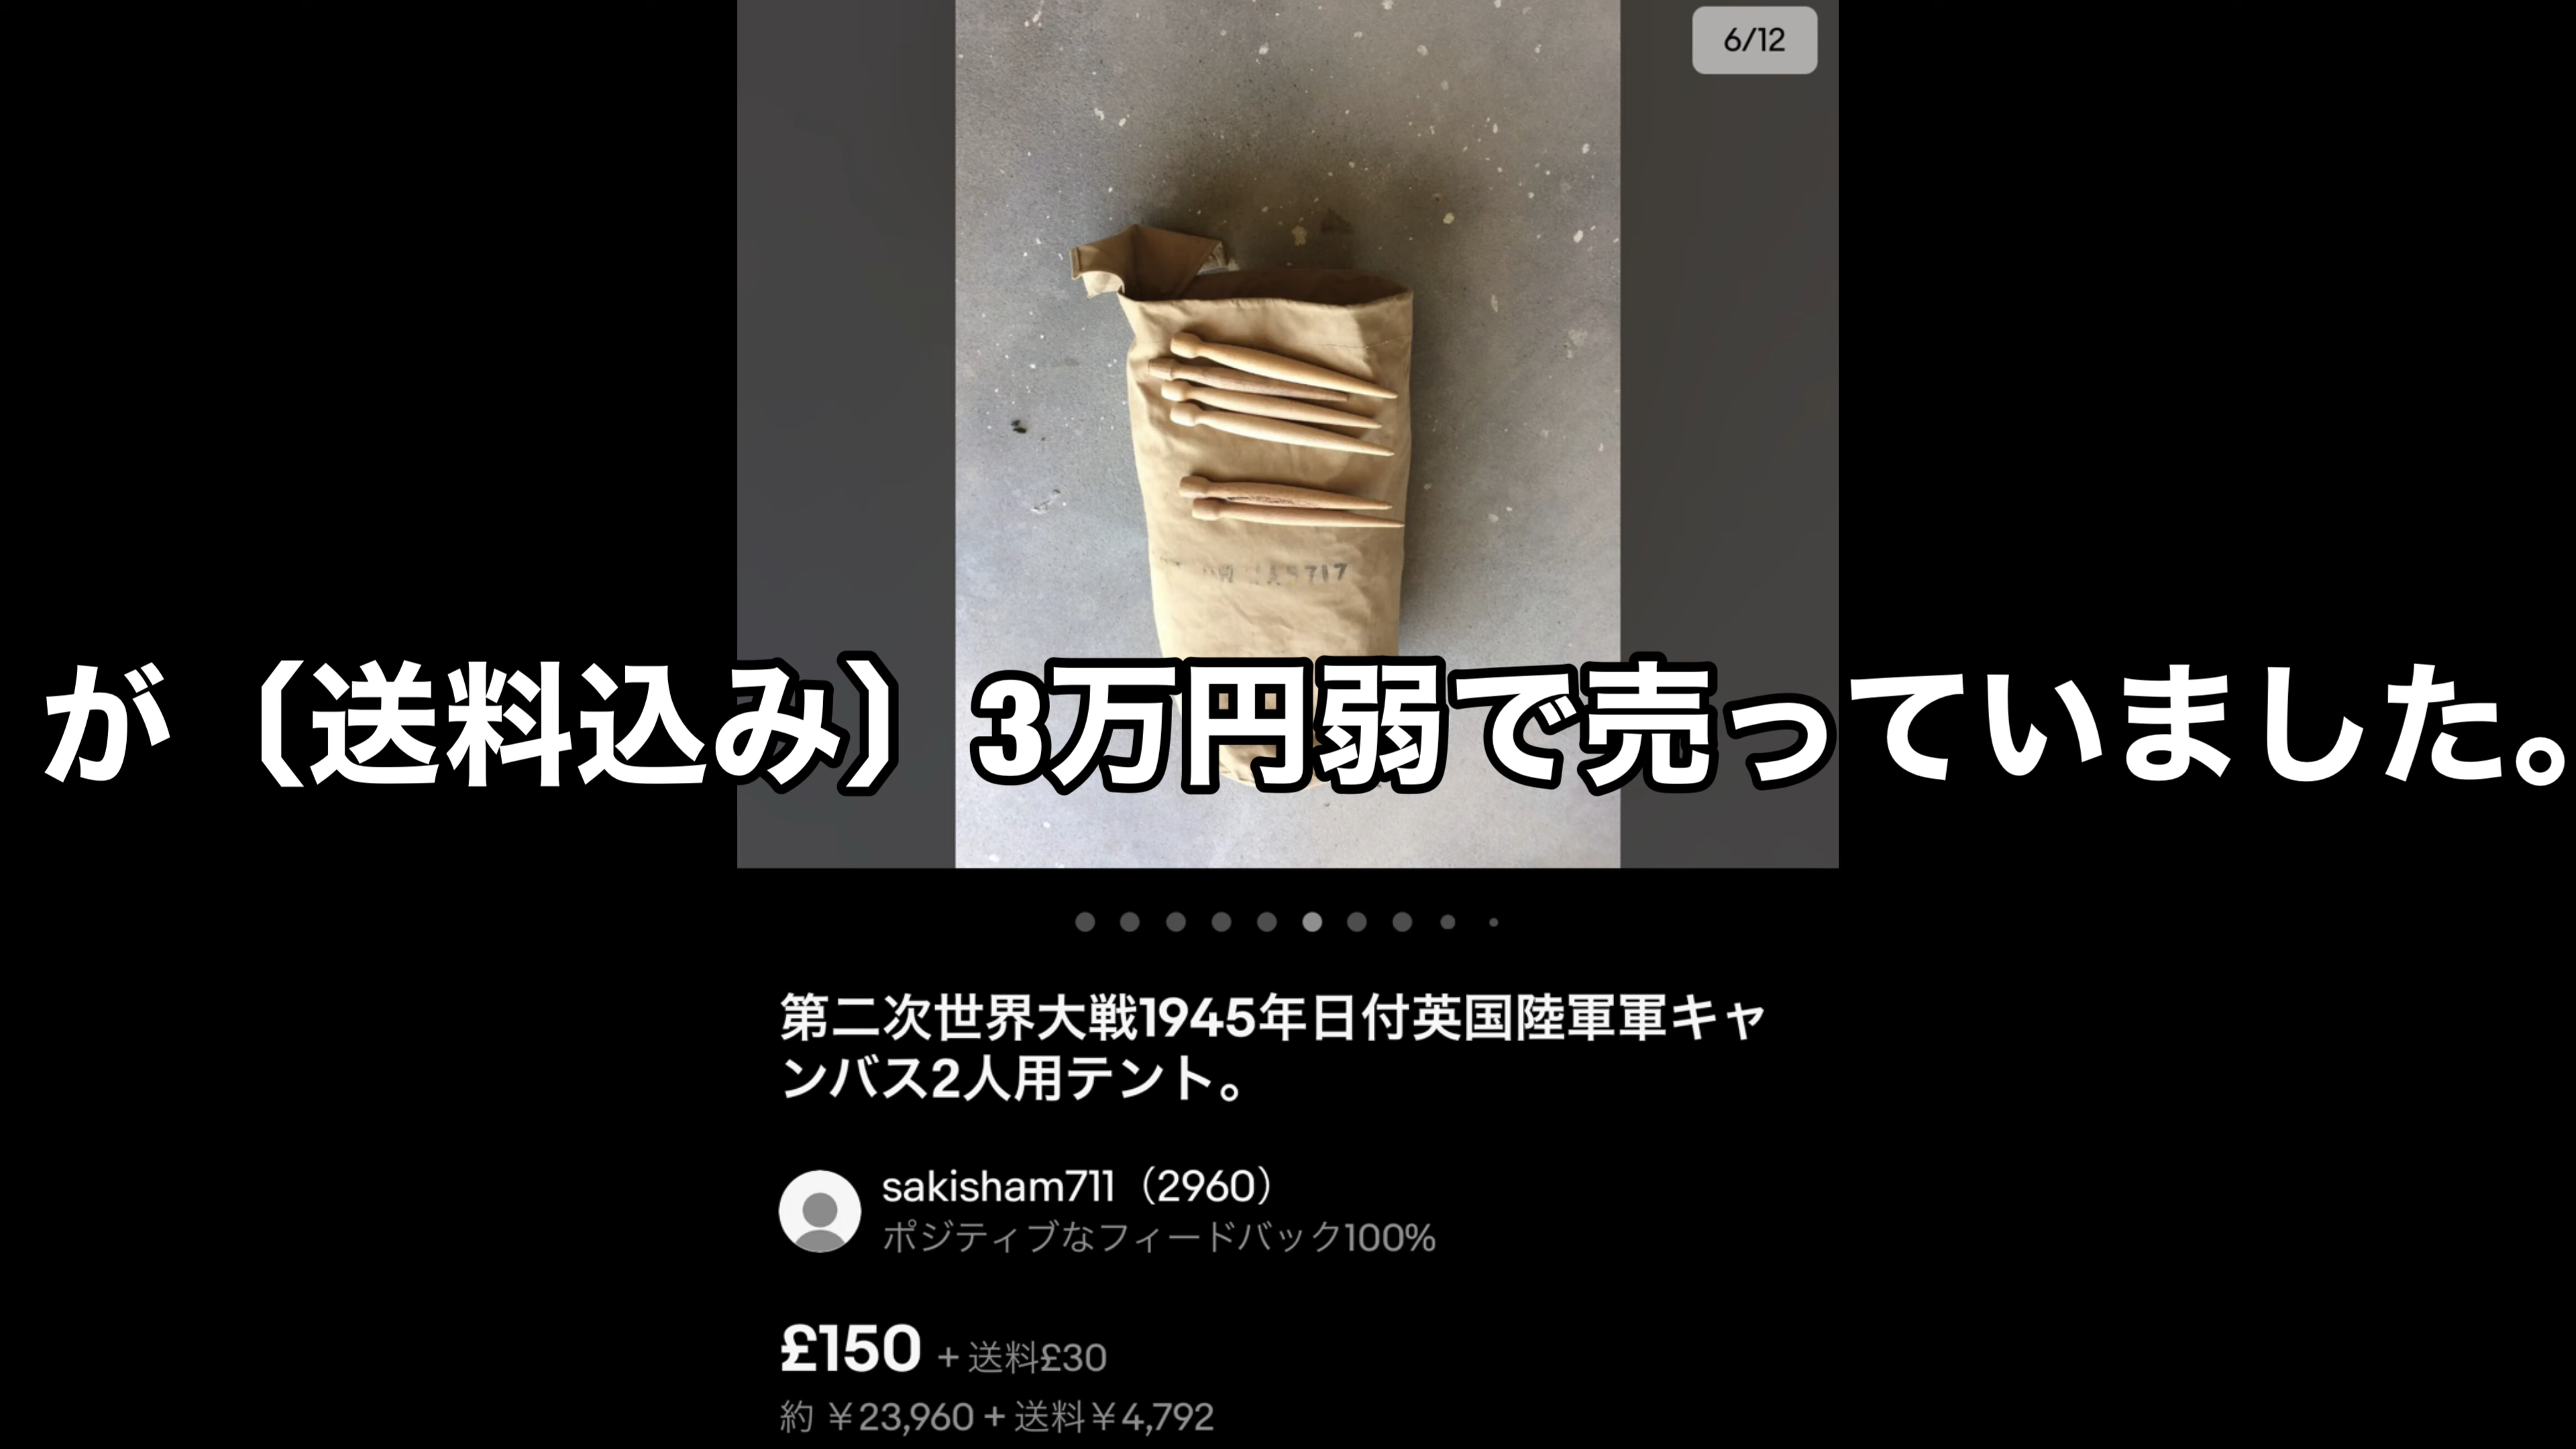 6/12
が〔送料込み〕3万円弱で売っていました。
第二次世界大戦1945年日付英国陸軍軍キャ
ンバス2人用テント。
sakisham711（2960）
ポジティブなフィードバック100%
£150 + 送料£30
約 ￥23,960 + 送料￥4,792